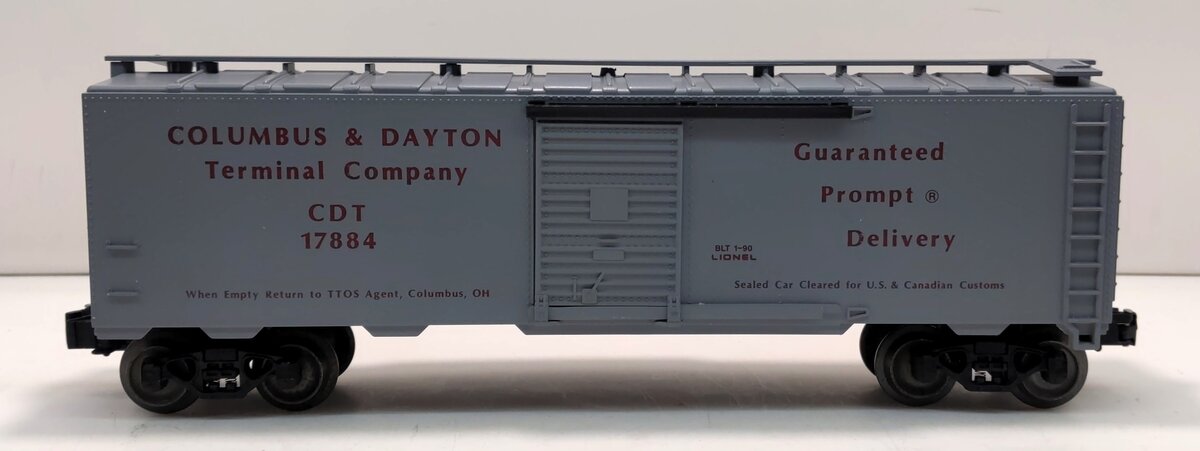 COLUMBUS & DAYTON
Terminal Company
CDT
17884
When Empty Return to TTOS Agent, Columbus, OH
Guaranteed
Prompt ®
Delivery
BLT 1-90
LIONEL
Sealed Car Cleared for U.S. & Canadian Customs